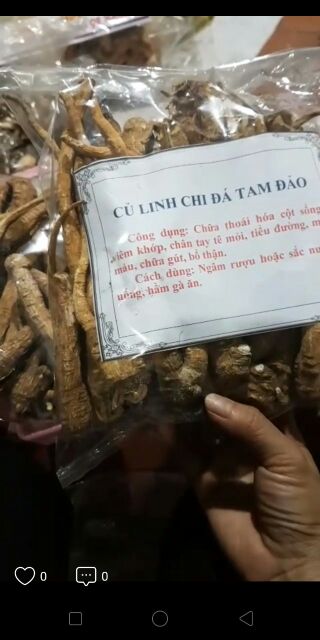 CỦ LINH CHI ĐÁ TAM ĐẢO
Công dụng: Chữa thoái hóa cột sống
viêm khớp, chân tay tê mỏi, tiểu đường, m
máu, chữa gút, bổ thận.
Cách dùng: Ngâm rượu hoặc sắc nư
uống, hầm gà ăn.
0 0